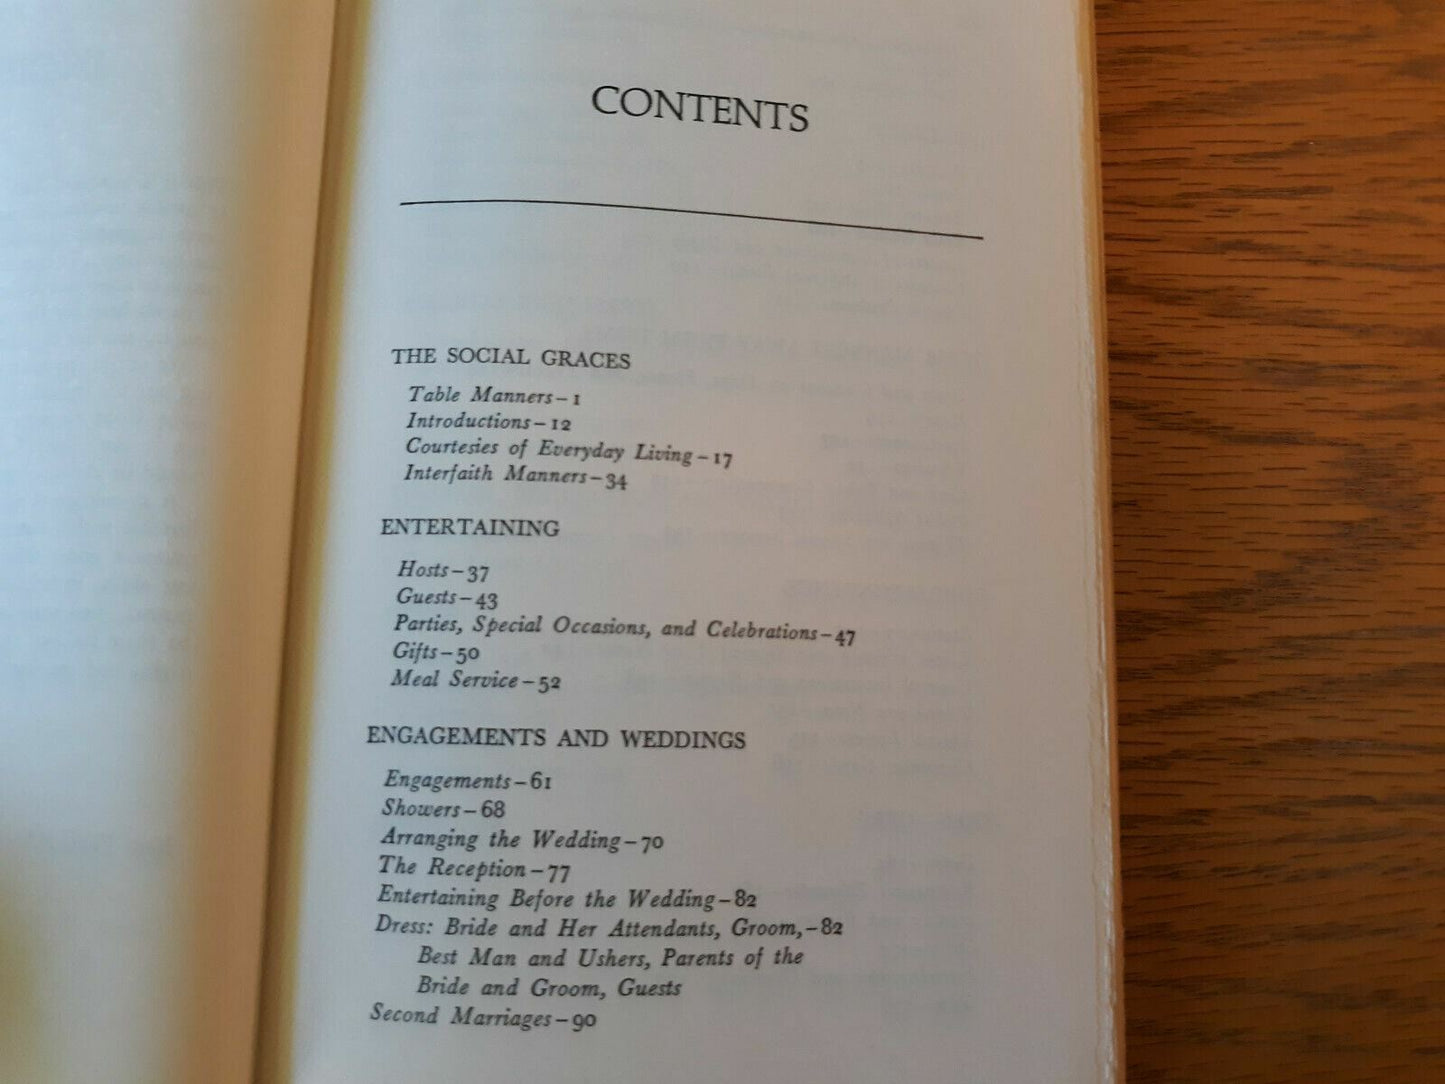 CONTENTS
THE SOCIAL GRACES
Table Manners–1
Introductions–12
Courtesies of Everyday Living–17
Interfaith Manners–34
ENTERTAINING
Hosts–37
Guests–43
Parties, Special Occasions, and Celebrations–47
Gifts–50
Meal Service–52
ENGAGEMENTS AND WEDDINGS
Engagements–61
Showers–68
Arranging the Wedding–70
The Reception–77
Entertaining Before the Wedding–82
Dress: Bride and Her Attendants, Groom,–82
Best Man and Ushers, Parents of the
Bride and Groom, Guests
Second Marriages–90